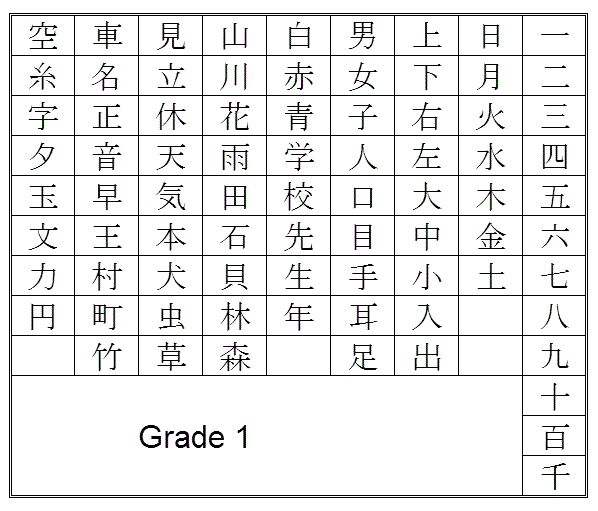 空 車 見 山 白 男 上 日 一
糸 名 立 川 赤 女 下 月 二
字 正 休 花 青 子 右 火 三
夕 音 天 雨 学 人 左 水 四
玉 早 気 田 校 口 大 木 五
文 王 本 石 先 目 中 金 六
力 村 犬 貝 生 手 小 土 七
円 町 虫 林 年 耳 入 八
竹 草 森 足 出 九
十
Grade 1 百
千